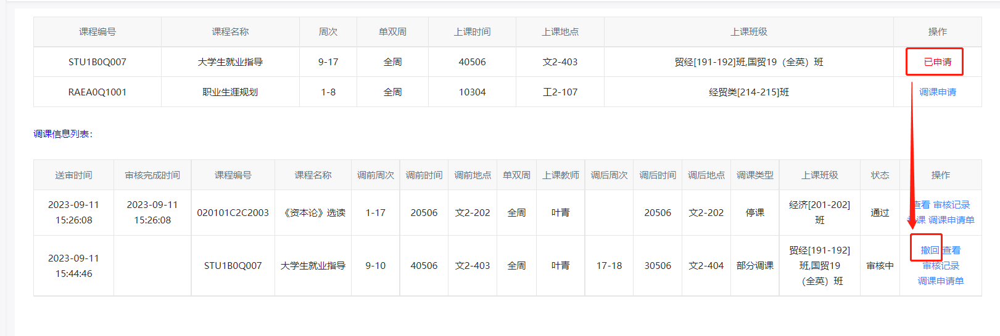 课程编号 课程名称 周次 单双周 上课时间 上课地点 上课班级 操作
STU1B0Q007 大学生就业指导 9-17 全周 40506 文2-403 贸经[191-192]班,国贸19（全英）班 已申请
RAEA0Q1001 职业生涯规划 1-8 全周 10304 工2-107 经贸类[214-215]班 调课申请
调课信息列表：
送审时间 审核完成时间 课程编号 课程名称 调前周次 调前时间 调前地点 单双周 上课教师 调后周次 调后时间 调后地点 调课类型 上课班级 状态 操作
2023-09-11 2023-09-11 经济[201-202] 查看 审核记录
020101C2C2003 《资本论》选读 1-17 20506 文2-202 全周 叶青 20506 文2-202 停课 通过
15:26:08 15:26:08 班 课 调课申请单
贸经[191-192] 撤回 查看
2023-09-11
STU1B0Q007 大学生就业指导 9-10 40506 文2-403 全周 叶青 17-18 30506 文2-404 部分调课 班,国贸19 审核中 审核记录
15:44:46
（全英）班 调课申请单